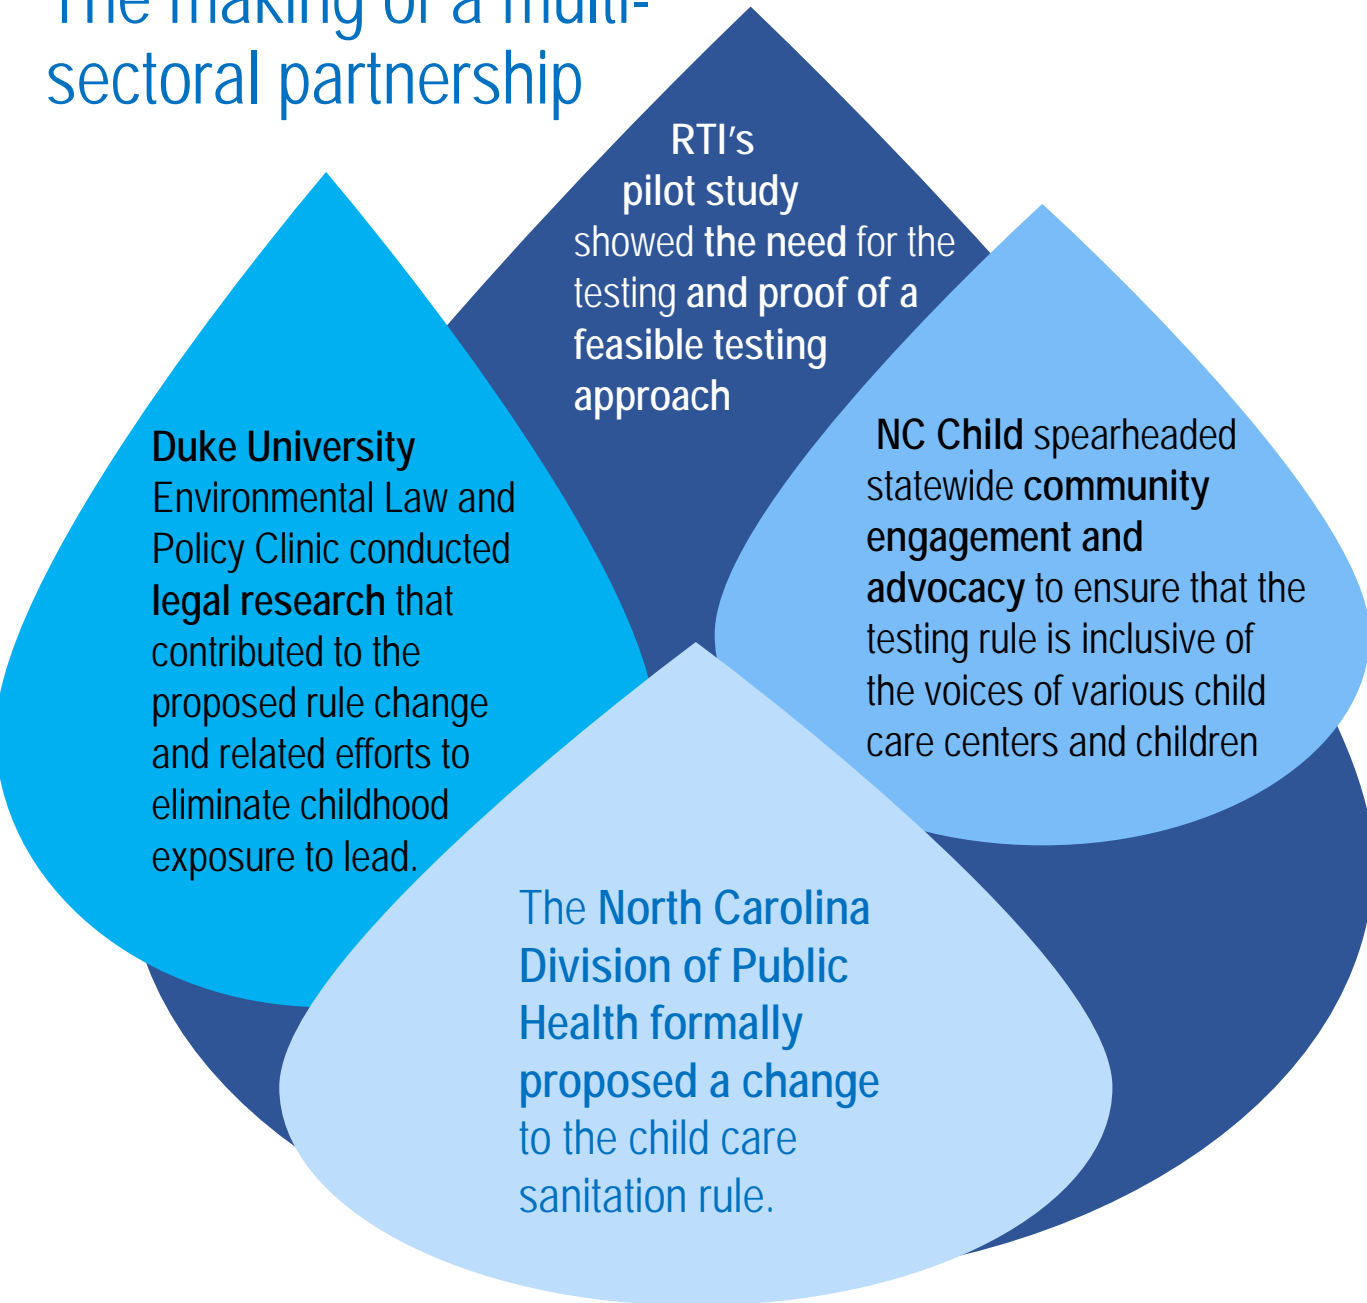 The making of a multi-
sectoral partnership
RTI's
pilot study
showed the need for the
testing and proof of a
feasible testing
approach
Duke University
Environmental Law and
Policy Clinic conducted
legal research that
contributed to the
proposed rule change
and related efforts to
eliminate childhood
exposure to lead.
NC Child spearheaded
statewide community
engagement and
advocacy to ensure that the
testing rule is inclusive of
the voices of various child
care centers and children
The North Carolina
Division of Public
Health formally
proposed a change
to the child care
sanitation rule.